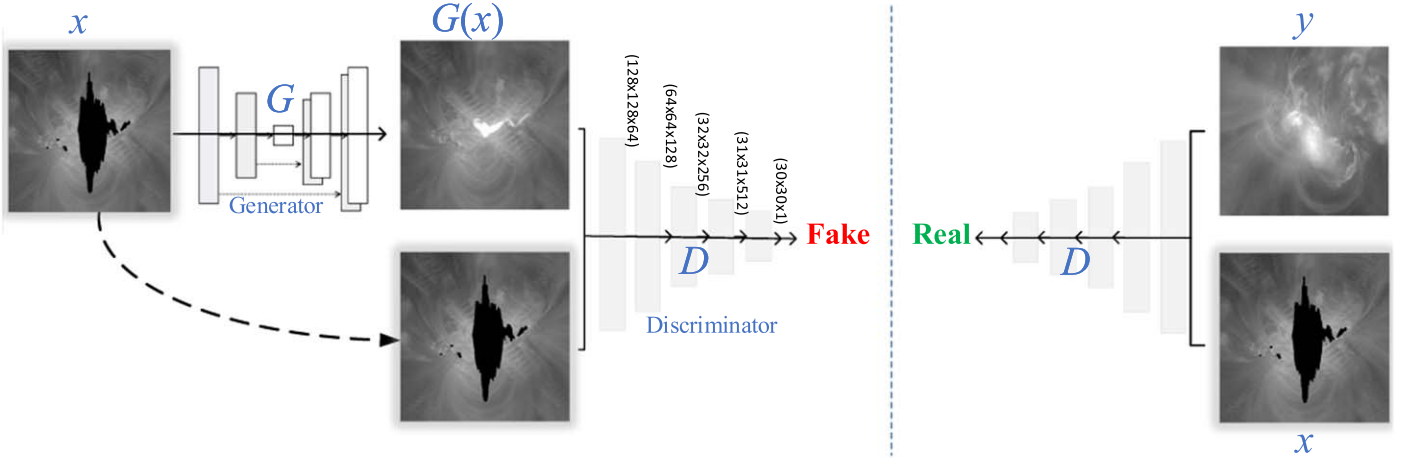 x
G
Generator
G(x)
(128x128x64)
(64x64x128)
(32x32x256)
(31x31x512)
(30x30x1)
D
Discriminator
Fake
Real
D
y
x